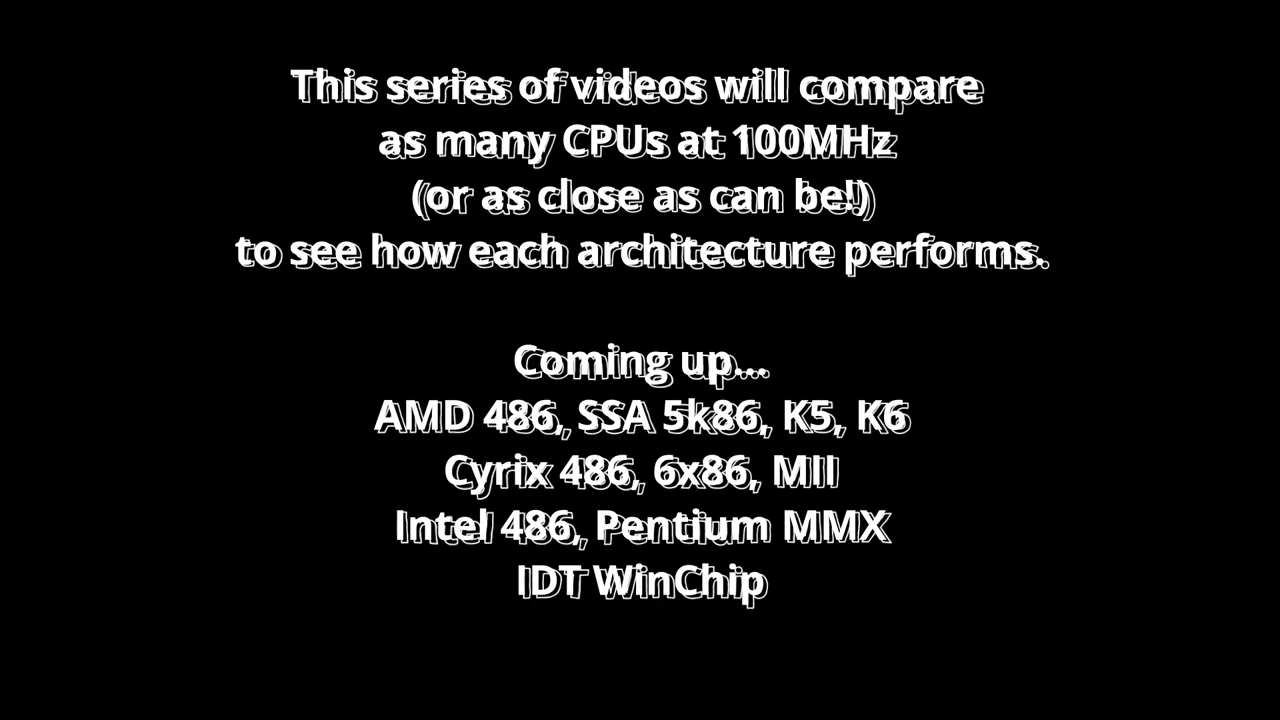 This series of videos will compare
as many CPUs at 100MHz
(or as close as can be!)
to see how each architecture performs.
Coming up...
AMD 486, SSA 5k86, K5, K6
Cyrix 486, 6x86, MII
Intel 486, Pentium MMX
IDT WinChip